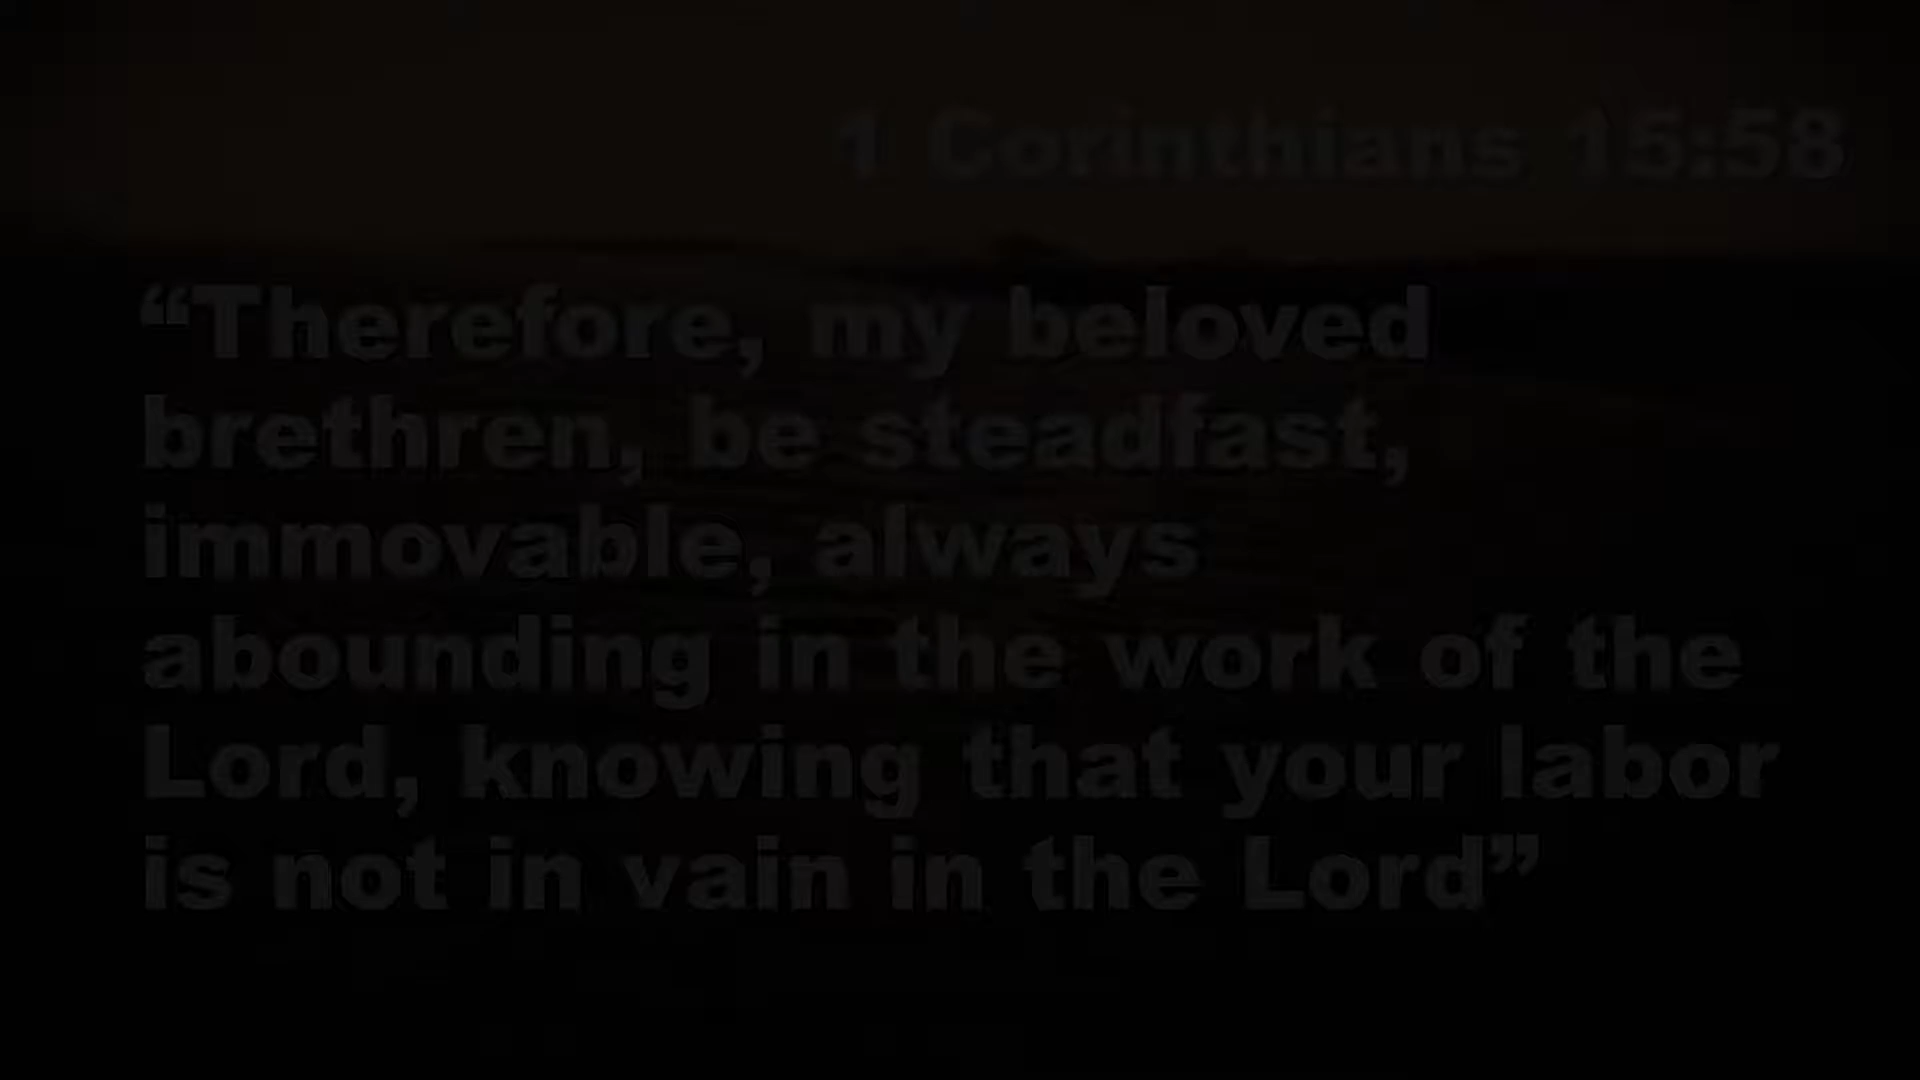 1 Corinthians 15:58
“Therefore, my beloved
brethren, be steadfast,
immovable, always
abounding in the work of the
Lord, knowing that your labor
is not in vain in the Lord”